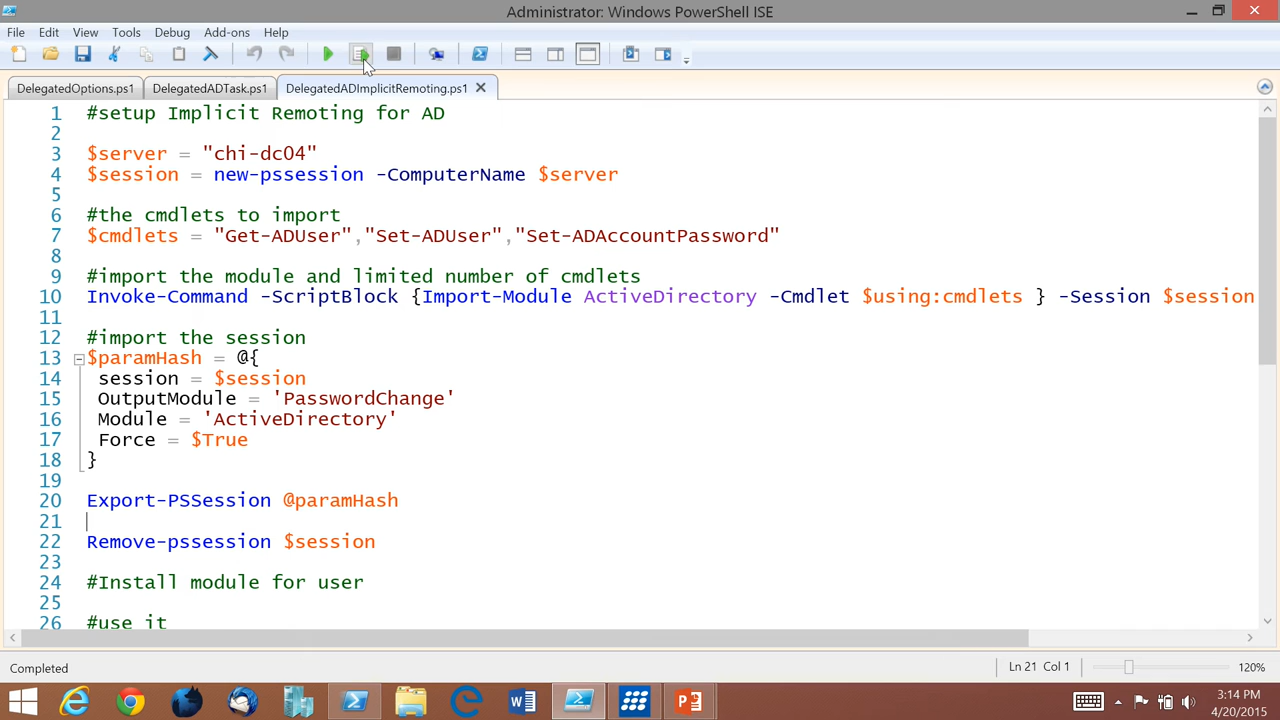 Administrator: Windows PowerShell ISE
File Edit View Tools Debug Add-ons Help
DelegatedOptions.ps1 DelegatedADTask.ps1 DelegatedADImplicitRemoting.ps1
1 #setup Implicit Remoting for AD
2
3 $server = "chi-dc04"
4 $session = new-pssession -ComputerName $server
5
6 #the cmdlets to import
7 $cmdlets = "Get-ADUser","Set-ADUser","Set-ADAccountPassword"
8
9 #import the module and limited number of cmdlets
10 Invoke-Command -ScriptBlock {Import-Module ActiveDirectory -Cmdlet $using:cmdlets } -Session $session
11
12 #import the session
13 $paramHash = @{
14 session = $session
15 OutputModule = 'PasswordChange'
16 Module = 'ActiveDirectory'
17 Force = $True
18 }
19
20 Export-PSSession @paramHash
21
22 Remove-pssession $session
23
24 #Install module for user
25
26 #use it
Completed Ln 21 Col 1 120%
3:14 PM
4/20/2015